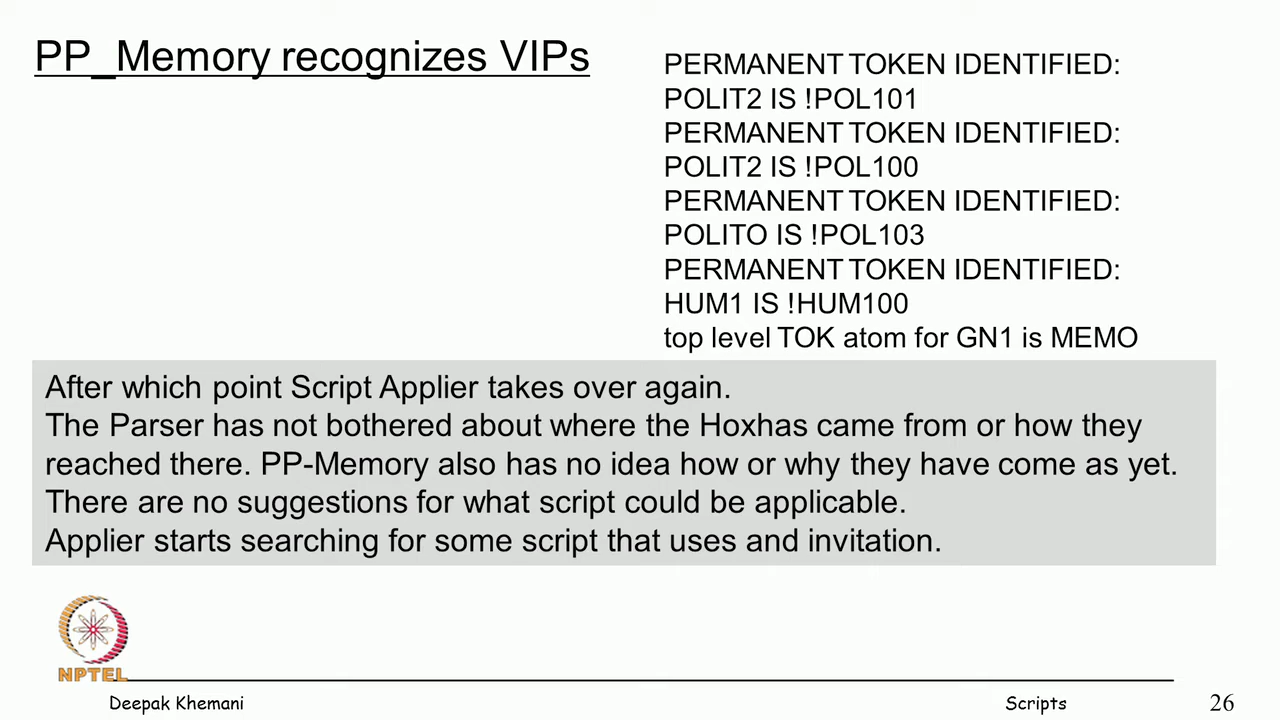 PP_Memory recognizes VIPs
PERMANENT TOKEN IDENTIFIED:
POLIT2 IS !POL101
PERMANENT TOKEN IDENTIFIED:
POLIT2 IS !POL100
PERMANENT TOKEN IDENTIFIED:
POLITO IS !POL103
PERMANENT TOKEN IDENTIFIED:
HUM1 IS !HUM100
top level TOK atom for GN1 is MEMO
After which point Script Applier takes over again.
The Parser has not bothered about where the Hoxhas came from or how they
reached there. PP-Memory also has no idea how or why they have come as yet.
There are no suggestions for what script could be applicable.
Applier starts searching for some script that uses and invitation.
NPTEL
Deepak Khemani
Scripts
26